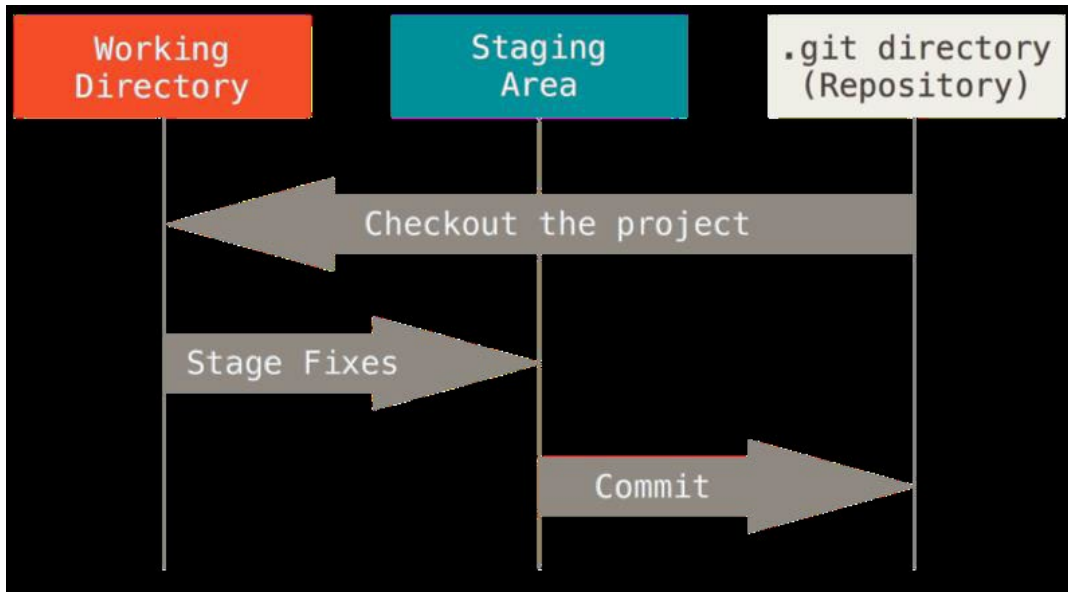 Working
Directory
Staging
Area
.git directory
(Repository)
Checkout the project
Stage Fixes
Commit